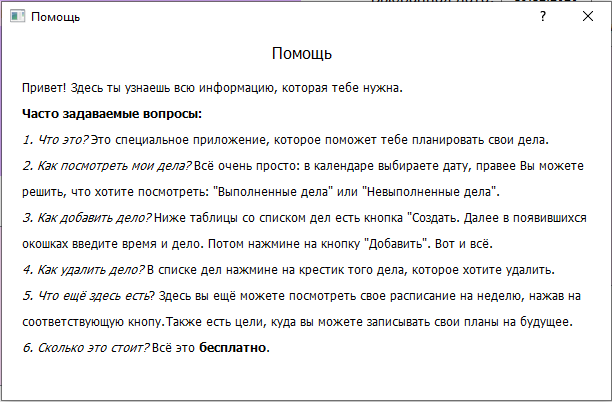 Помощь
Помощь
Привет! Здесь ты узнаешь всю информацию, которая тебе нужна.
Часто задаваемые вопросы:
1. Что это? Это специальное приложение, которое поможет тебе планировать свои дела.
2. Как посмотреть мои дела? Всё очень просто: в календаре выбираете дату, правее Вы можете
решить, что хотите посмотреть: "Выполненные дела" или "Невыполненные дела".
3. Как добавить дело? Ниже таблицы со списком дел есть кнопка "Создать. Далее в появившихся
окошках введите время и дело. Потом нажмине на кнопку "Добавить". Вот и всё.
4. Как удалить дело? В списке дел нажмине на крестик того дела, которое хотите удалить.
5. Что ещё здесь есть? Здесь вы ещё можете посмотреть свое расписание на неделю, нажав на
соответствующую кнопу.Также есть цели, куда вы можете записывать свои планы на будущее.
6. Сколько это стоит? Всё это бесплатно.